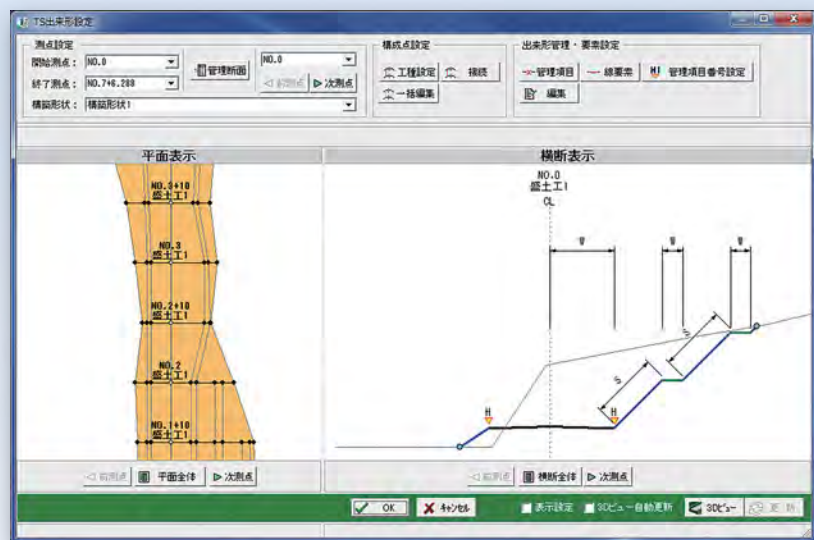 TS出来形設定
測点設定
開始測点： NO.0
終了測点： NO.7+6.288
構築形状： 構築形状1
管理断面
NO.0
前測点 次測点
構成点設定
工種設定 接続
一括編集
出来形管理・要素設定
管理項目 線要素 管理項目番号設定
編集
平面表示
NO.3+10
盛土工1
NO.3
盛土工1
NO.2+10
盛土工1
NO.2
盛土工1
NO.1+10
盛土工1
前測点 平面全体 次測点
横断表示
NO.0
盛土工1
CL
W W W
S
S
H H
前測点 横断全体 次測点
OK キャンセル 表示設定 3Dビュー自動更新 3Dビュー 更新